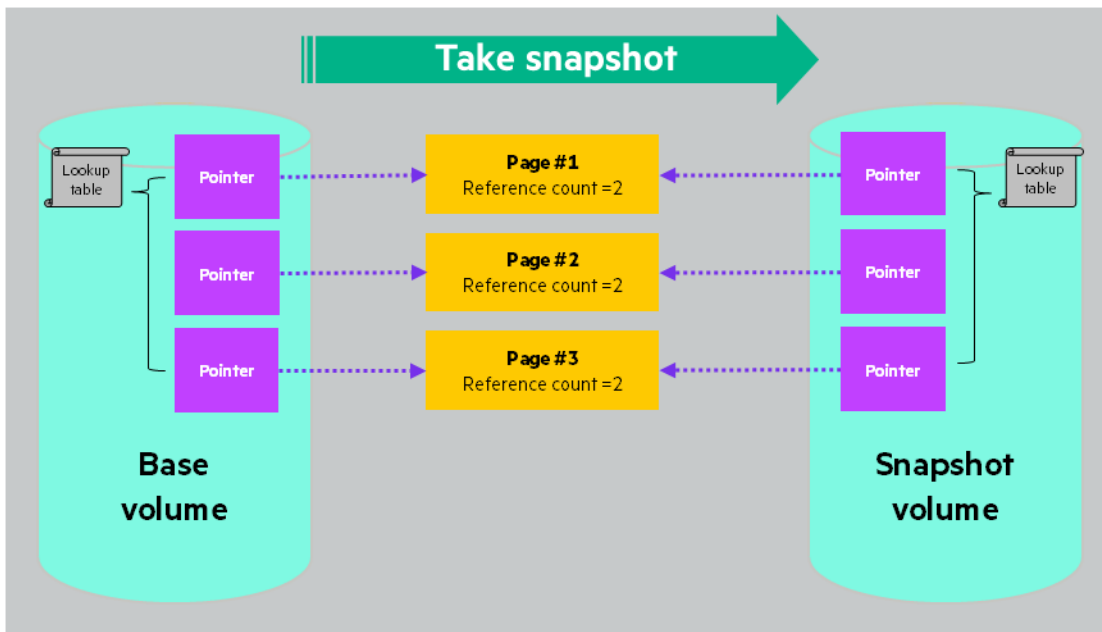 Take snapshot
Lookup
table
Pointer
Page #1
Reference count =2
Pointer
Lookup
table
Pointer
Page #2
Reference count =2
Pointer
Pointer
Page #3
Reference count =2
Pointer
Base
volume
Snapshot
volume